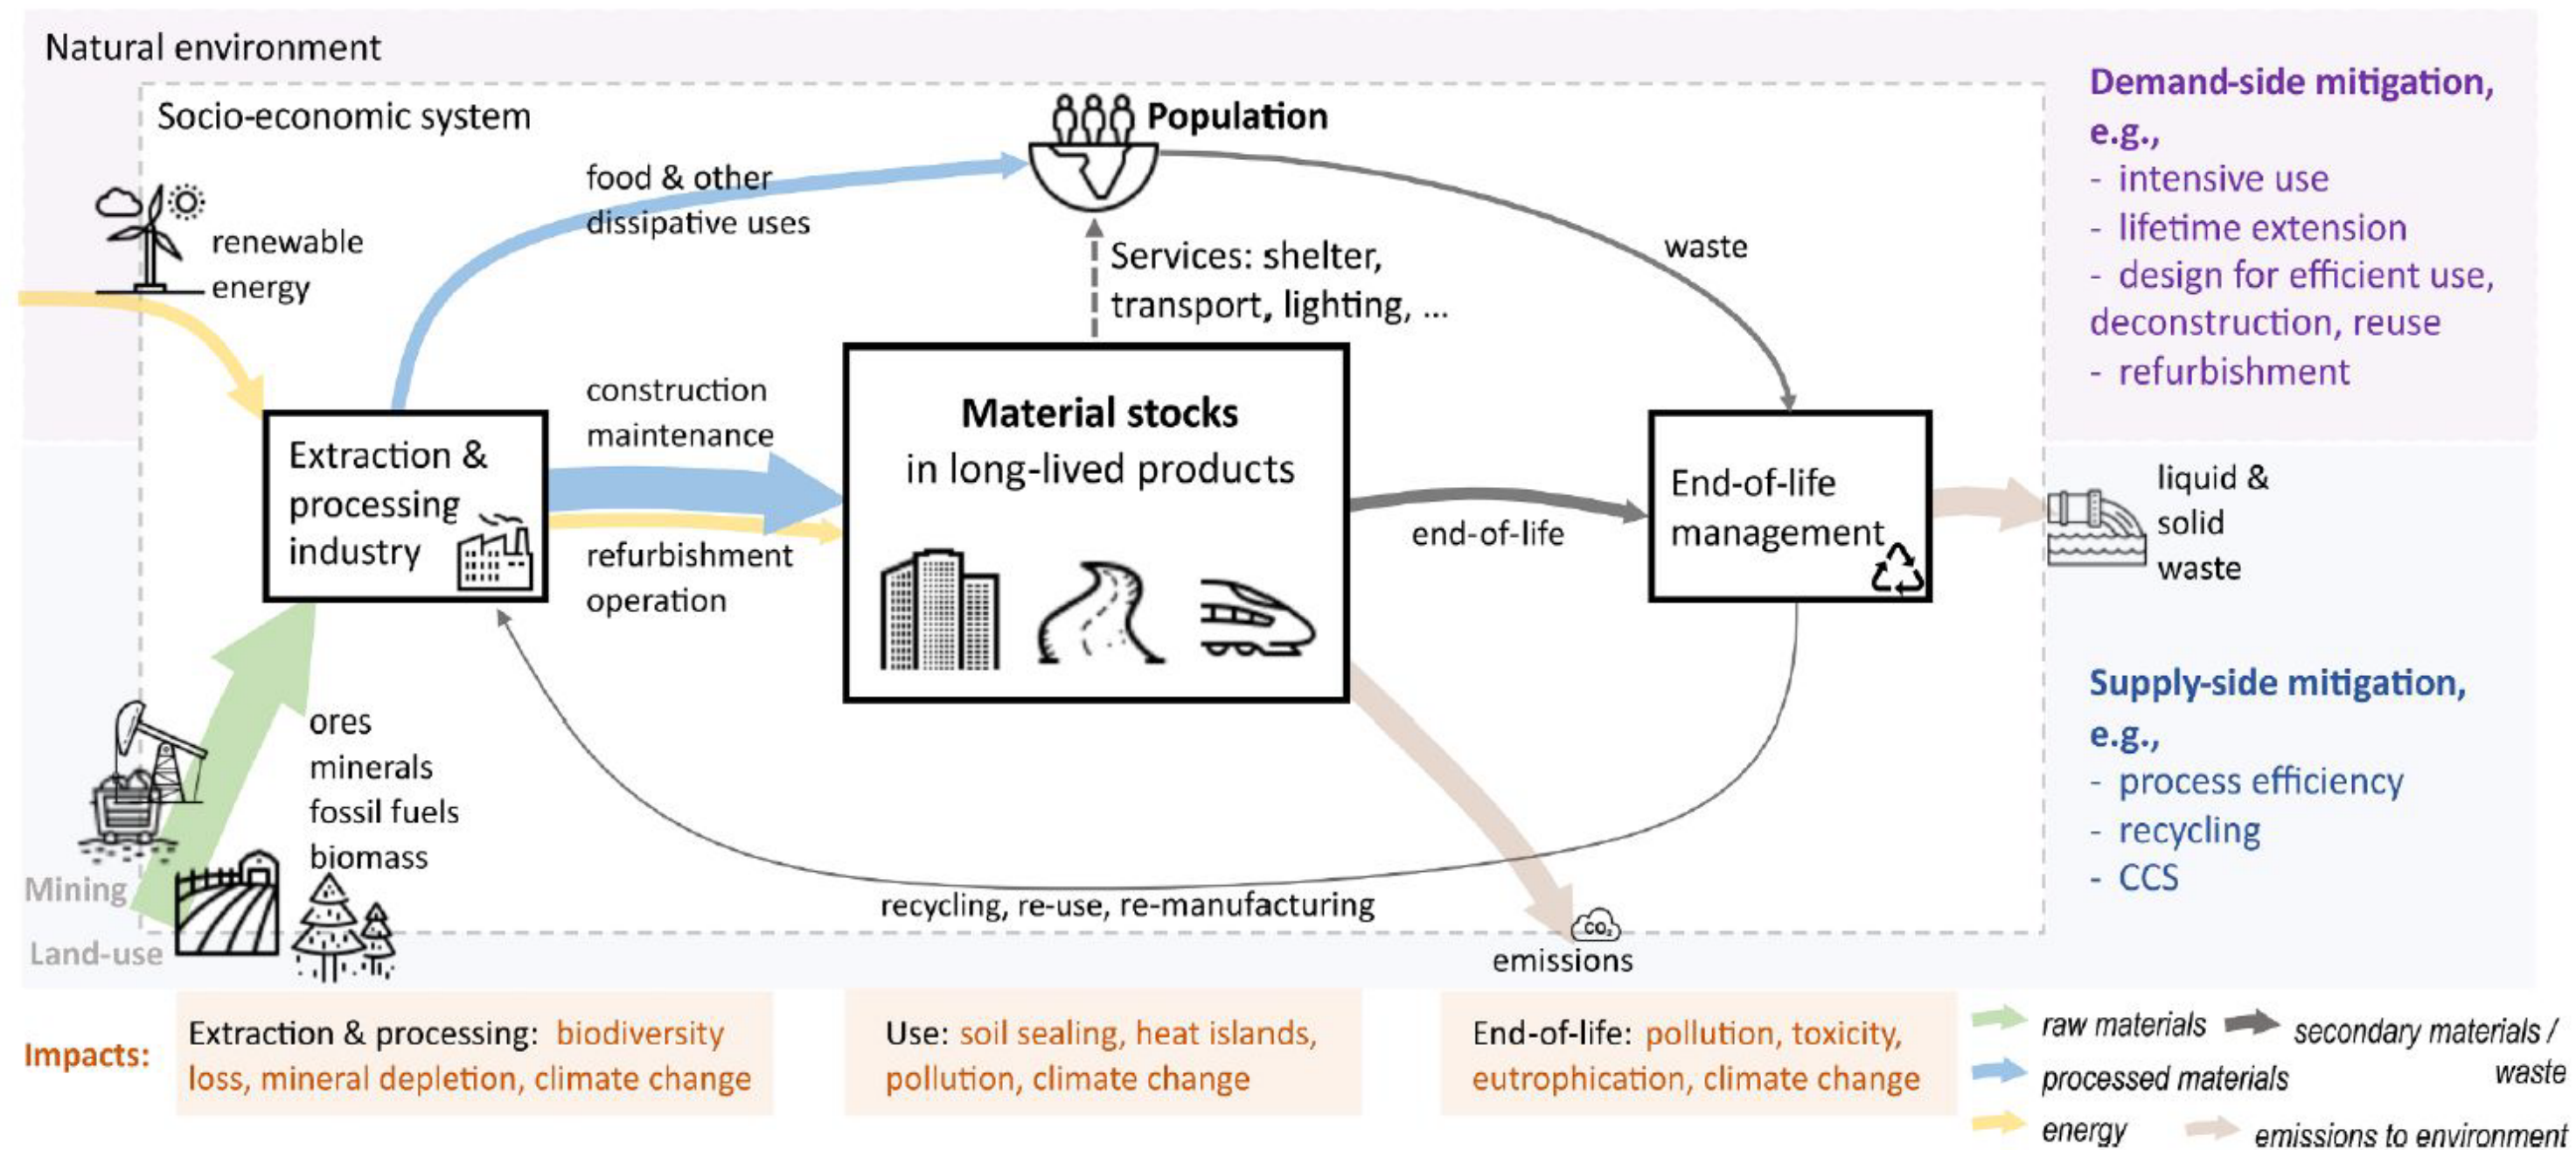 Natural environment
Socio-economic system
renewable
energy
food & other
dissipative uses
Population
Services: shelter,
transport, lighting, ...
waste
Demand-side mitigation,
e.g.,
- intensive use
- lifetime extension
- design for efficient use,
deconstruction, reuse
- refurbishment
Extraction &
processing
industry
construction
maintenance
refurbishment
operation
Material stocks
in long-lived products
end-of-life
End-of-life
management
liquid &
solid
waste
ores
minerals
fossil fuels
biomass
Mining
Land-use
recycling, re-use, re-manufacturing
CO₂
emissions
Supply-side mitigation,
e.g.,
- process efficiency
- recycling
- CCS
Impacts:
Extraction & processing: biodiversity
loss, mineral depletion, climate change
Use: soil sealing, heat islands,
pollution, climate change
End-of-life: pollution, toxicity,
eutrophication, climate change
raw materials
processed materials
energy
secondary materials /
waste
emissions to environment